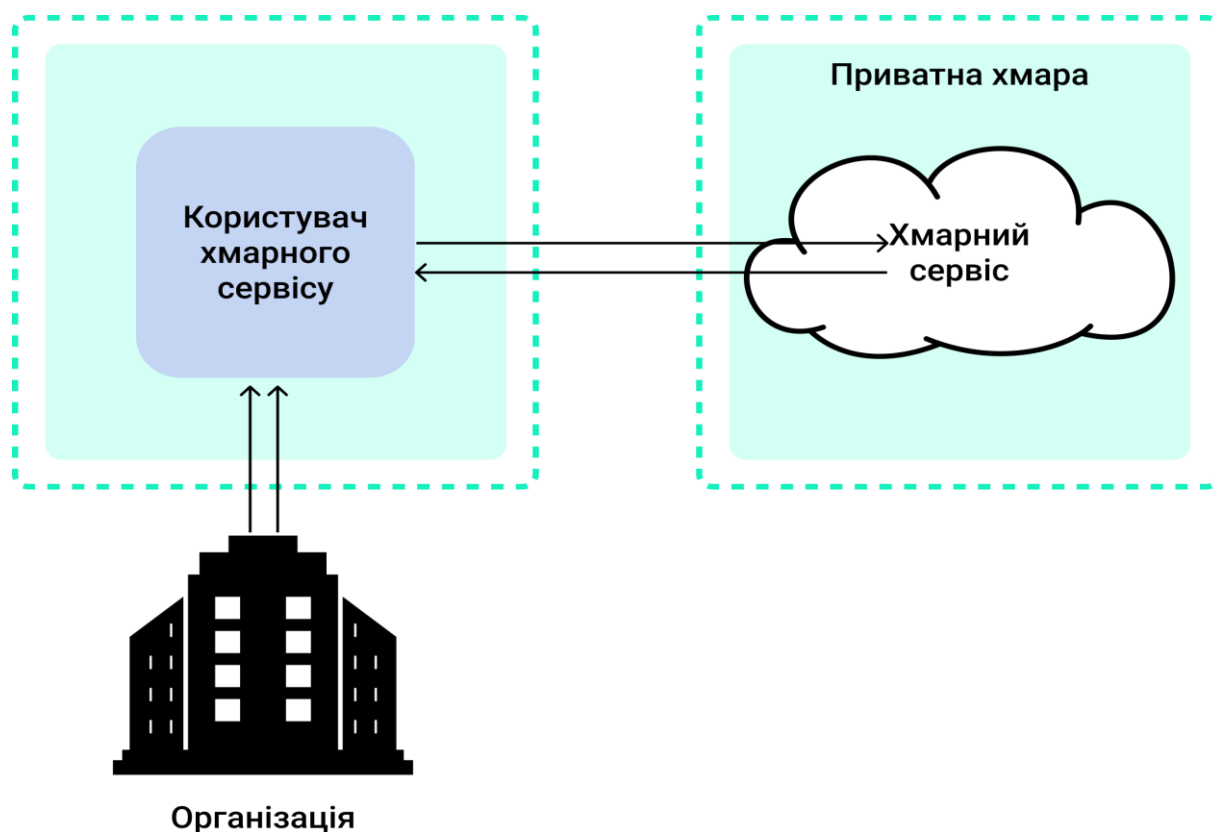 Приватна хмара
Користувач
хмарного
сервісу
Хмарний
сервіс
Організація